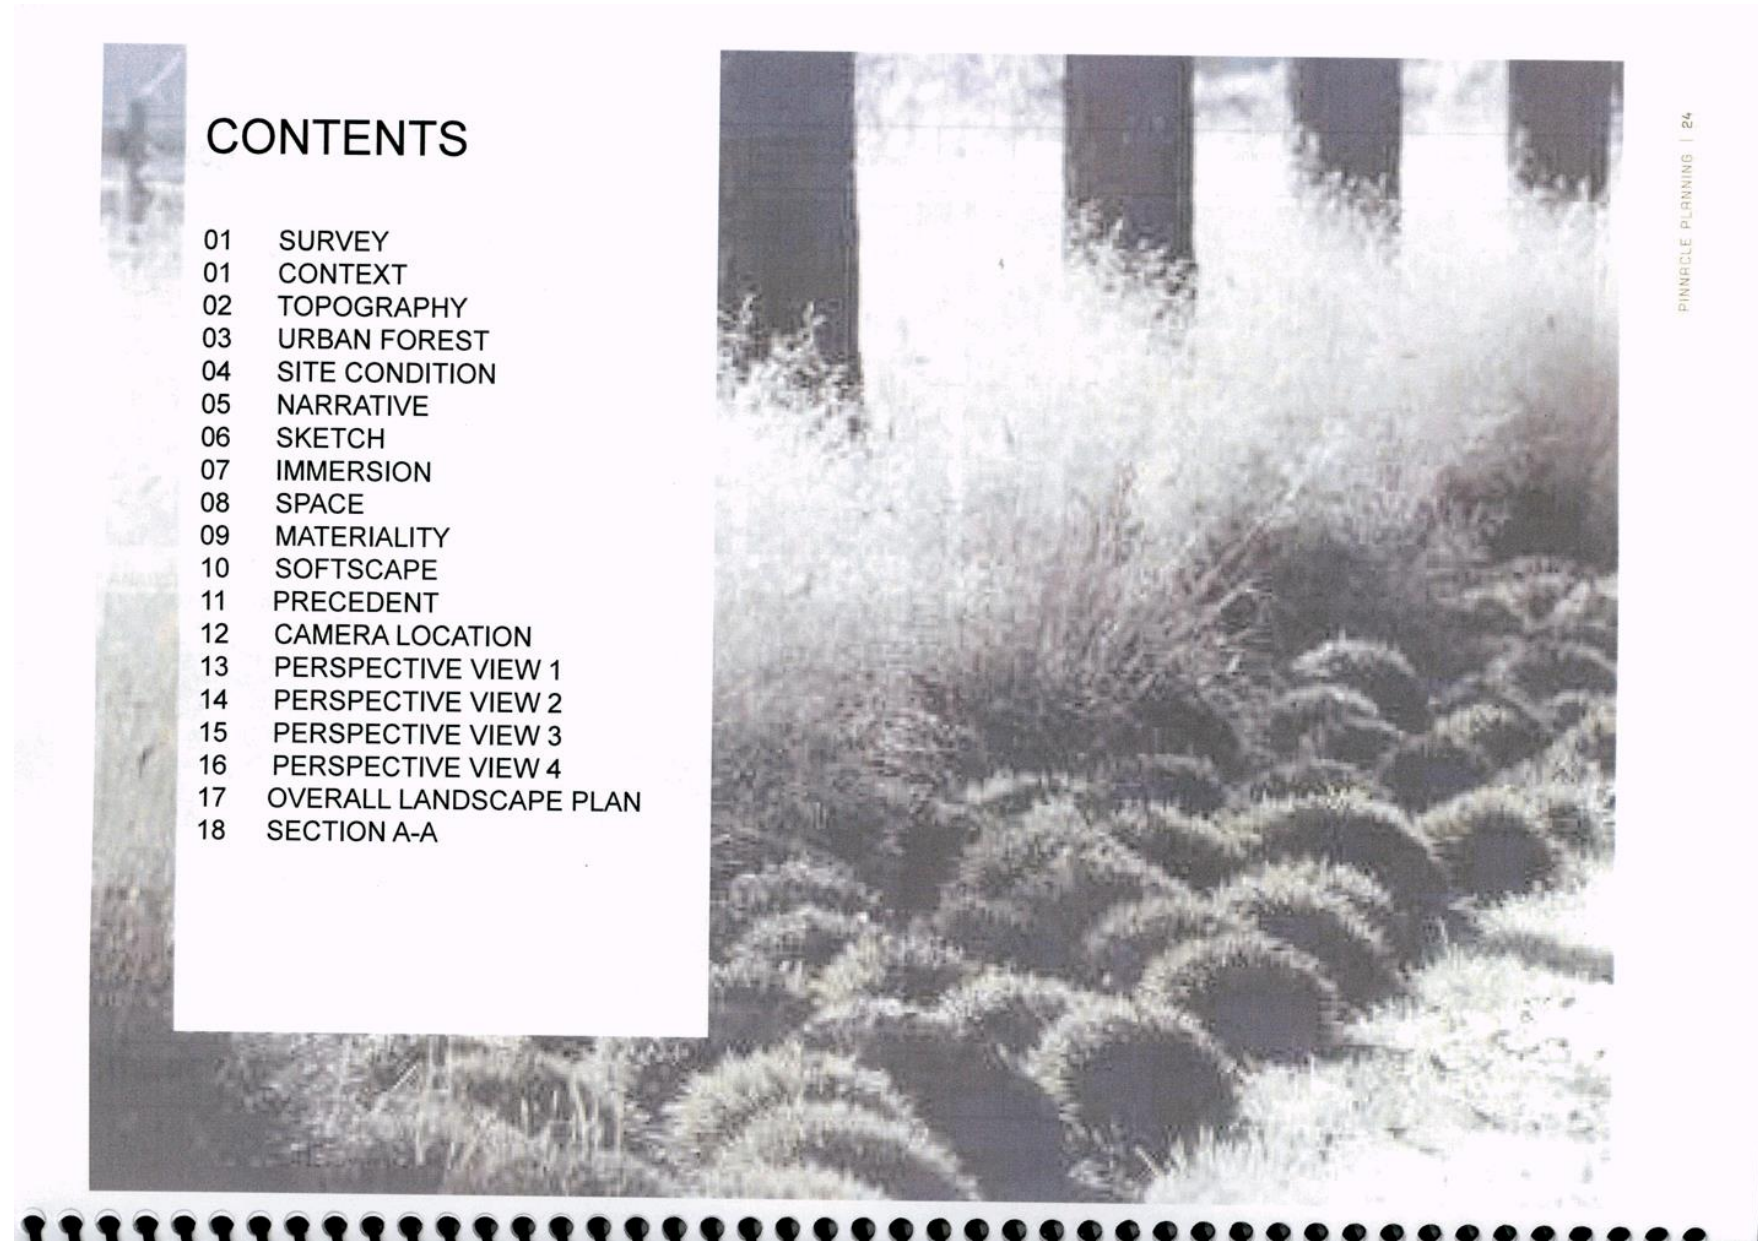 CONTENTS
01 SURVEY
01 CONTEXT
02 TOPOGRAPHY
03 URBAN FOREST
04 SITE CONDITION
05 NARRATIVE
06 SKETCH
07 IMMERSION
08 SPACE
09 MATERIALITY
10 SOFTSCAPE
11 PRECEDENT
12 CAMERA LOCATION
13 PERSPECTIVE VIEW 1
14 PERSPECTIVE VIEW 2
15 PERSPECTIVE VIEW 3
16 PERSPECTIVE VIEW 4
17 OVERALL LANDSCAPE PLAN
18 SECTION A-A
PINNACLE PLANNING | 24